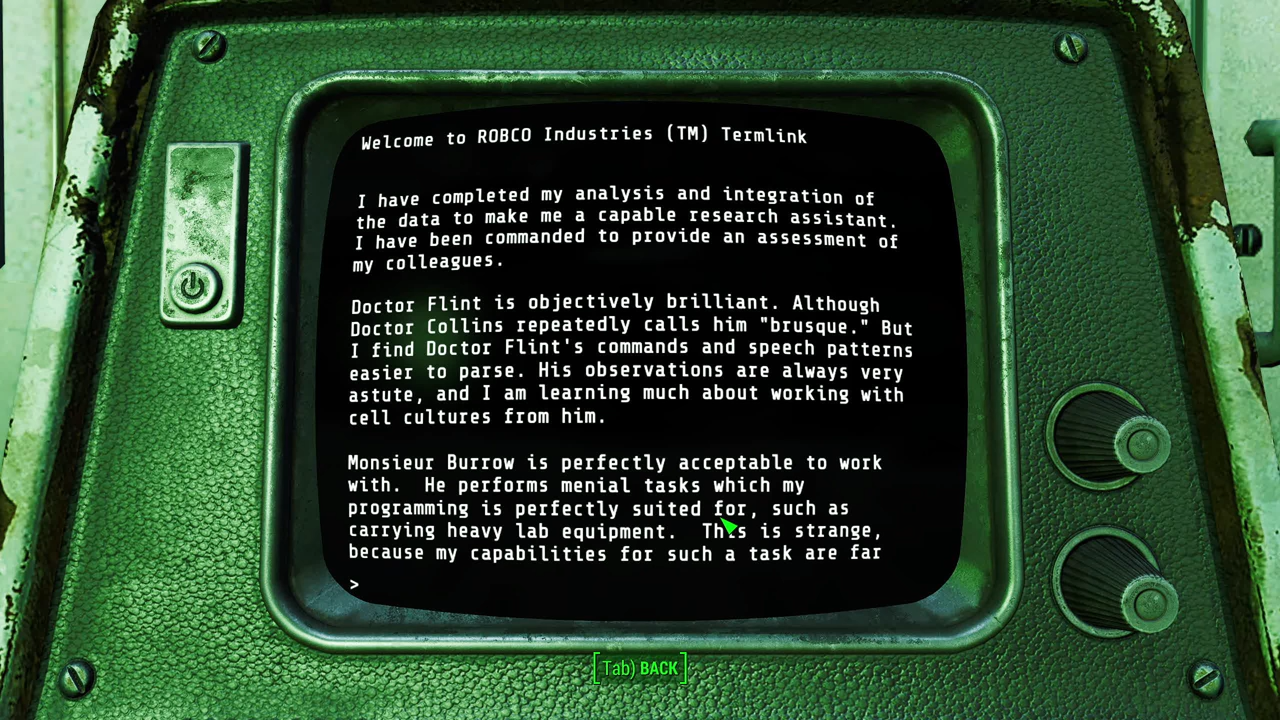 Welcome to ROBCO Industries (TM) Termlink
I have completed my analysis and integration of
the data to make me a capable research assistant.
I have been commanded to provide an assessment of
my colleagues.
Doctor Flint is objectively brilliant. Although
Doctor Collins repeatedly calls him "brusque." But
I find Doctor Flint's commands and speech patterns
easier to parse. His observations are always very
astute, and I am learning much about working with
cell cultures from him.
Monsieur Burrow is perfectly acceptable to work
with.  He performs menial tasks which my
programming is perfectly suited for, such as
carrying heavy lab equipment.  This is strange,
because my capabilities for such a task are far
>
[Tab) BACK]